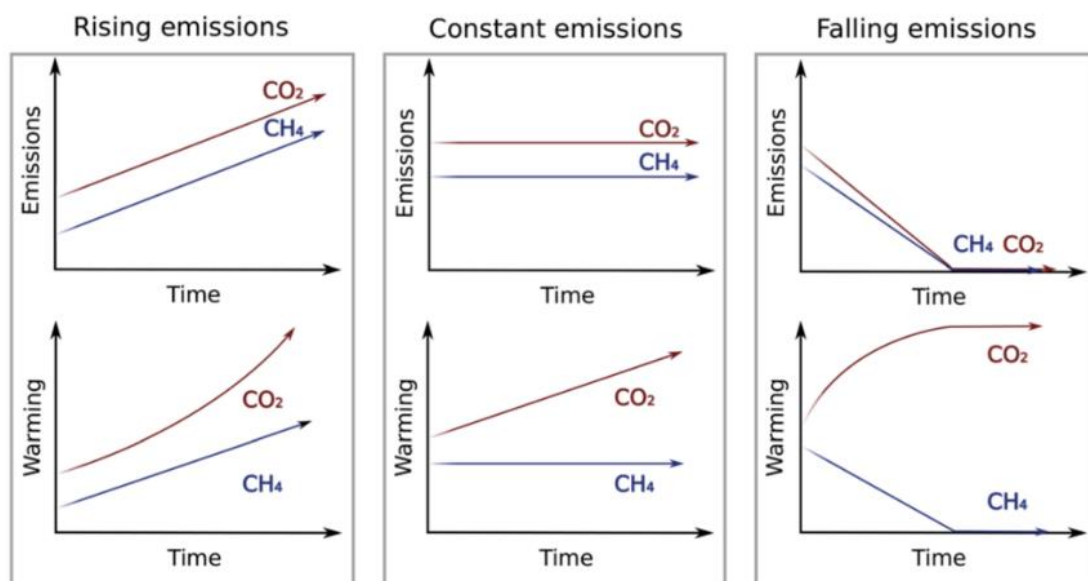 Rising emissions
Emissions
CO₂
CH₄
Time
Warming
CO₂
CH₄
Time
Constant emissions
Emissions
CO₂
CH₄
Time
Warming
CO₂
CH₄
Time
Falling emissions
Emissions
CH₄ CO₂
Time
Warming
CO₂
CH₄
Time